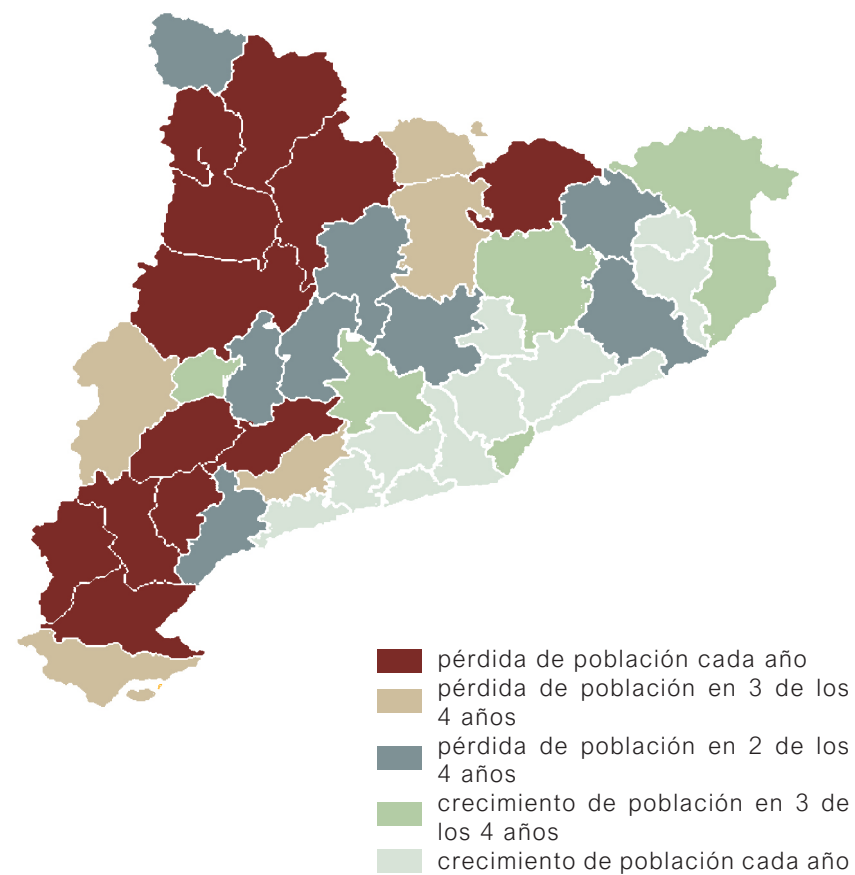 pérdida de población cada año
pérdida de población en 3 de los
4 años
pérdida de población en 2 de los
4 años
crecimiento de población en 3 de
los 4 años
crecimiento de población cada año